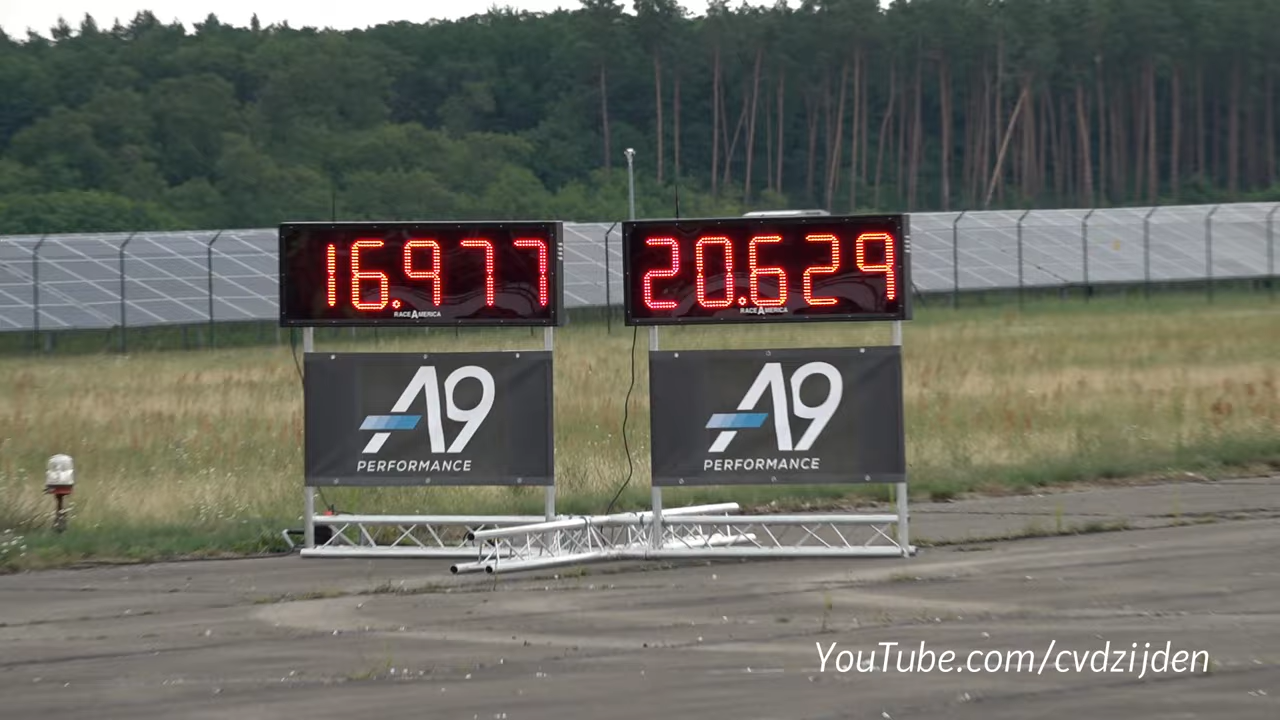 16.977
RACEAMERICA
20.629
RACEAMERICA
A9
PERFORMANCE
A9
PERFORMANCE
YouTube.com/cvdzijden